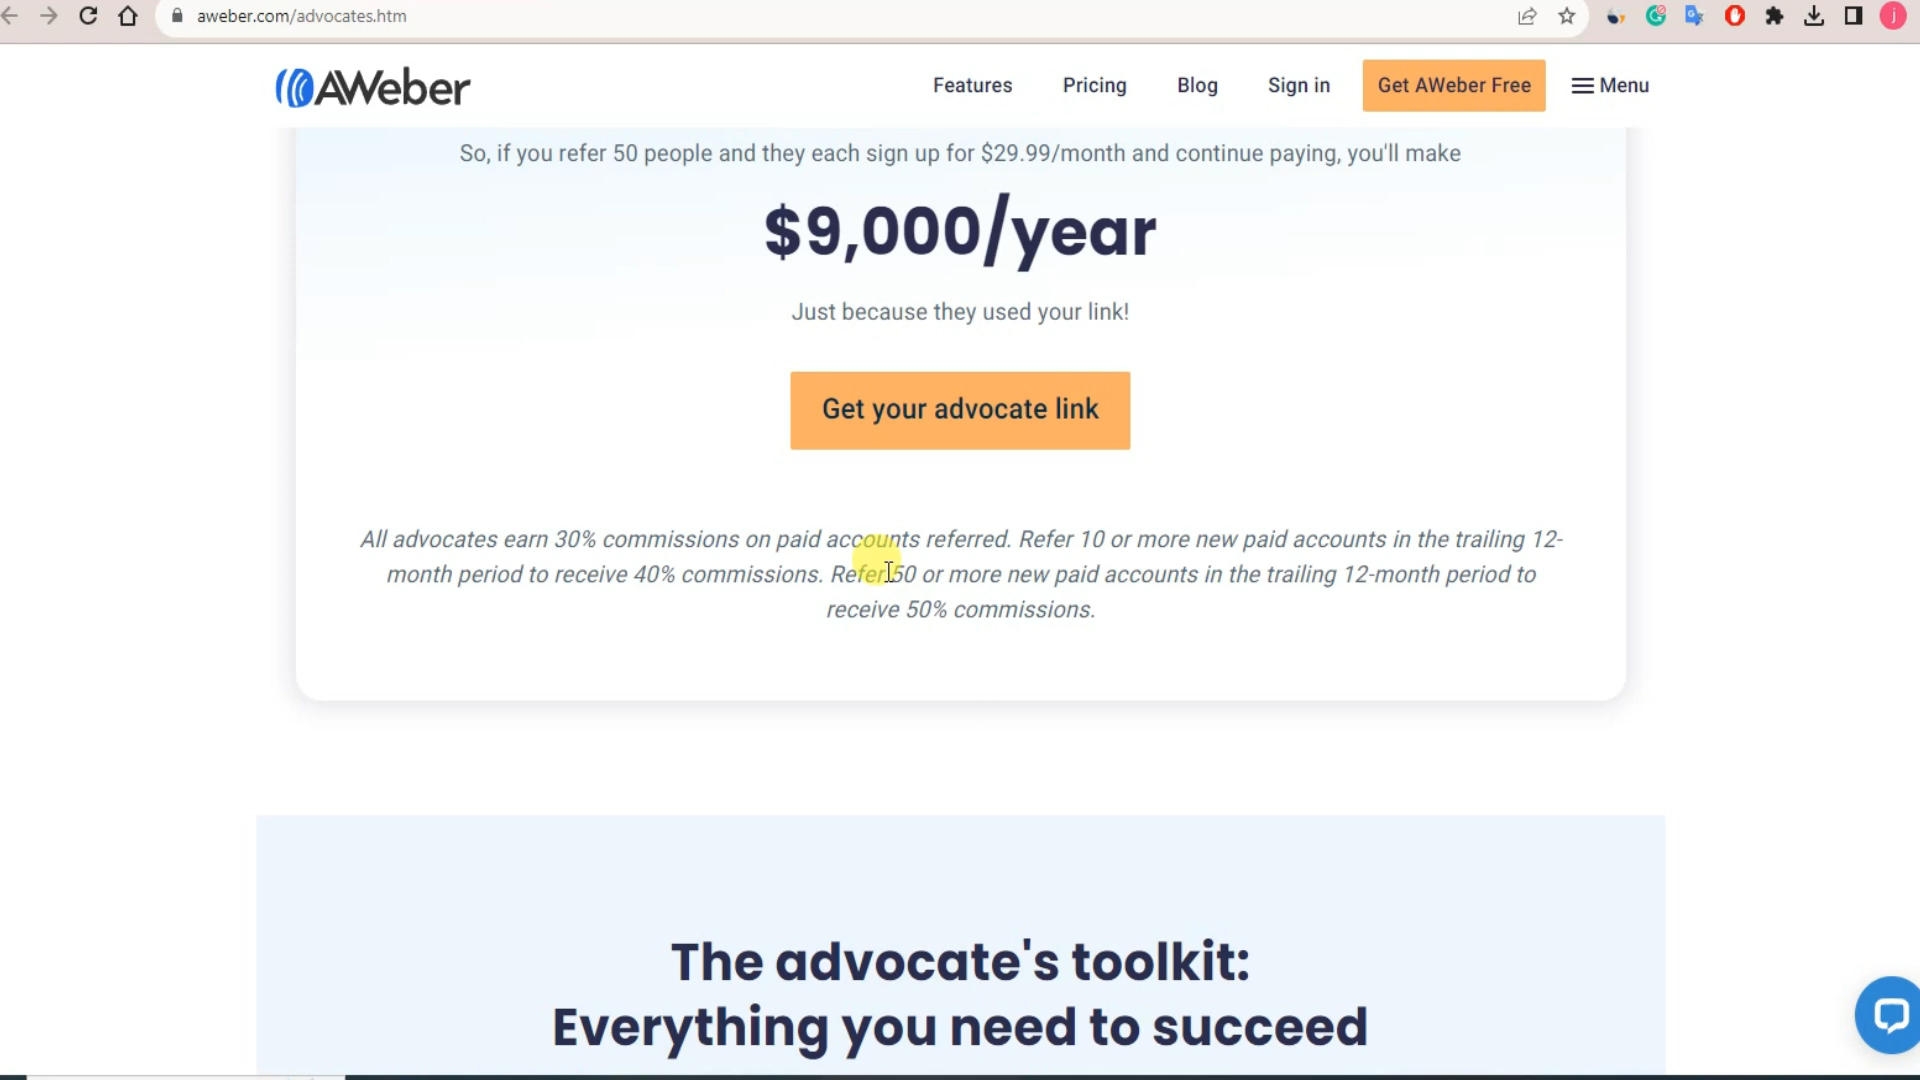 aweber.com/advocates.htm
j
AWeber
Features
Pricing
Blog
Sign in
Get AWeber Free
Menu
So, if you refer 50 people and they each sign up for $29.99/month and continue paying, you'll make
$9,000/year
Just because they used your link!
Get your advocate link
All advocates earn 30% commissions on paid accounts referred. Refer 10 or more new paid accounts in the trailing 12-
month period to receive 40% commissions. Refer 50 or more new paid accounts in the trailing 12-month period to
receive 50% commissions.
The advocate's toolkit:
Everything you need to succeed